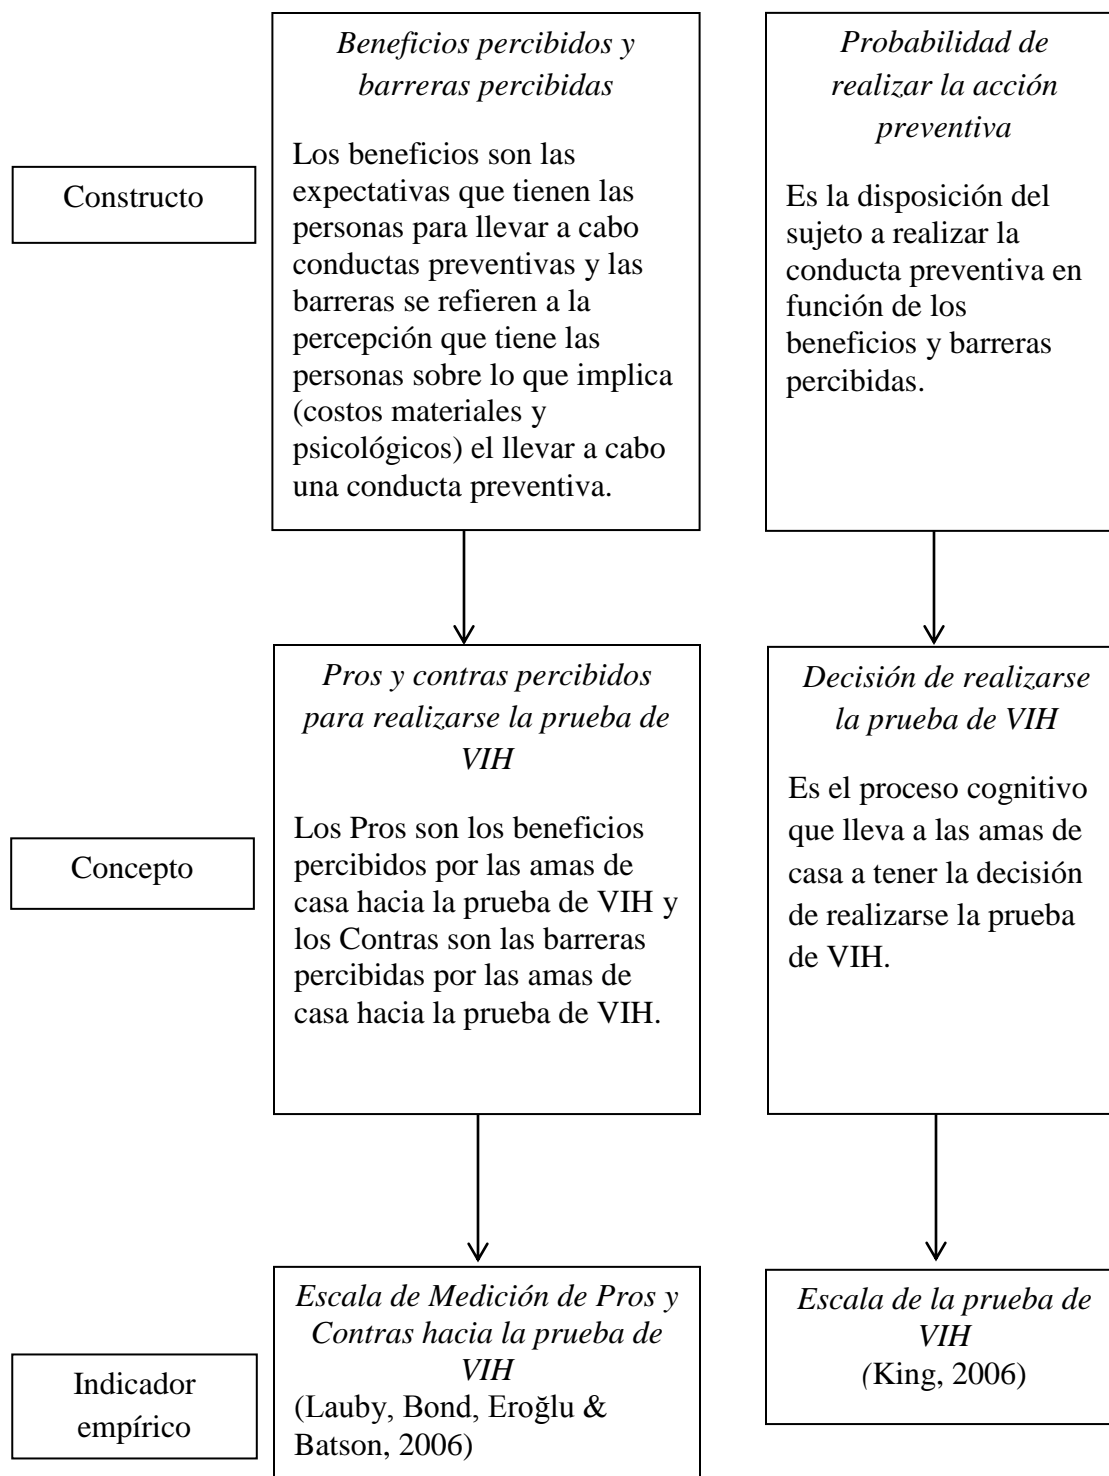 Constructo
Beneficios percibidos y
barreras percibidas
Los beneficios son las
expectativas que tienen las
personas para llevar a cabo
conductas preventivas y las
barreras se refieren a la
percepción que tiene las
personas sobre lo que implica
(costos materiales y
psicológicos) el llevar a cabo
una conducta preventiva.
Probabilidad de
realizar la acción
preventiva
Es la disposición del
sujeto a realizar la
conducta preventiva en
función de los
beneficios y barreras
percibidas.
Concepto
Pros y contras percibidos
para realizarse la prueba de
VIH
Los Pros son los beneficios
percibidos por las amas de
casa hacia la prueba de VIH y
los Contras son las barreras
percibidas por las amas de
casa hacia la prueba de VIH.
Decisión de realizarse
la prueba de VIH
Es el proceso cognitivo
que lleva a las amas de
casa a tener la decisión
de realizarse la prueba
de VIH.
Indicador
empírico
Escala de Medición de Pros y
Contras hacia la prueba de
VIH
(Lauby, Bond, Eroğlu &
Batson, 2006)
Escala de la prueba de
VIH
(King, 2006)